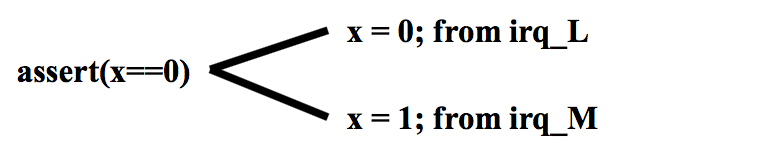 x = 0; from irq_L
assert(x==0)
x = 1; from irq_M